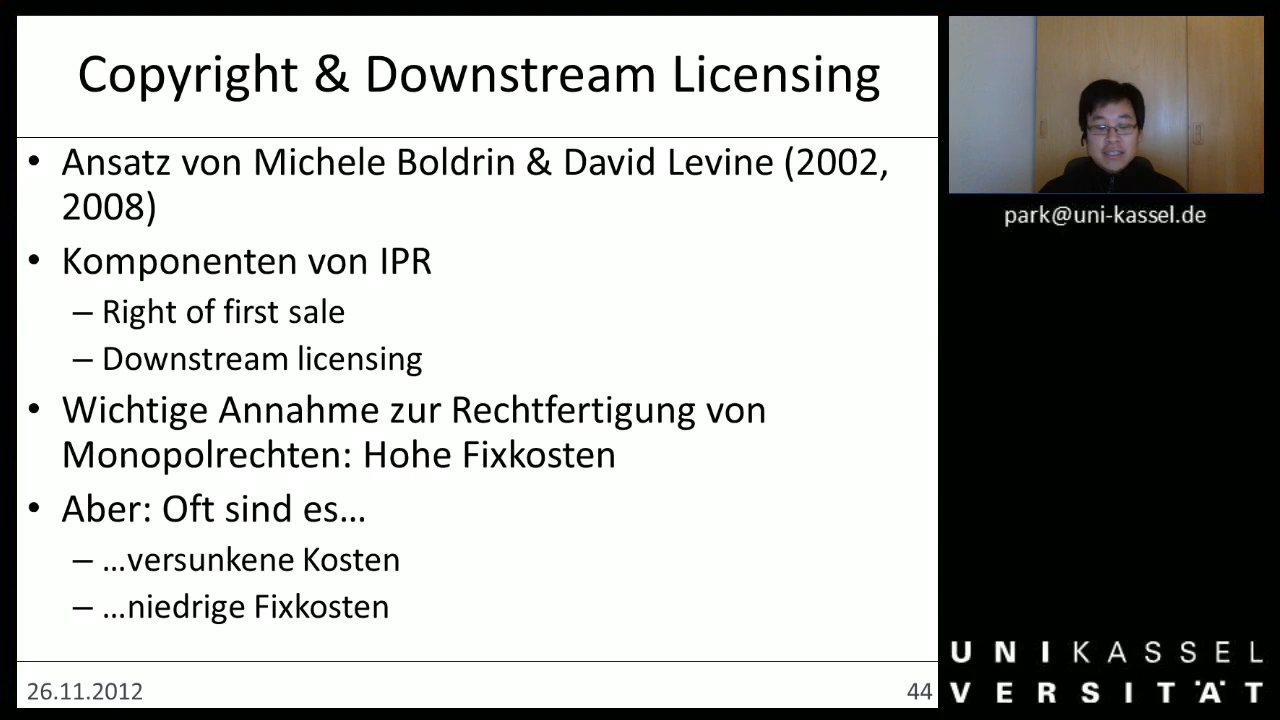 Copyright & Downstream Licensing
• Ansatz von Michele Boldrin & David Levine (2002,
2008)
• Komponenten von IPR
– Right of first sale
– Downstream licensing
• Wichtige Annahme zur Rechtfertigung von
Monopolrechten: Hohe Fixkosten
• Aber: Oft sind es…
– …versunkene Kosten
– …niedrige Fixkosten
26.11.2012
44
park@uni-kassel.de
UNIKASSEL
VERSITÄT